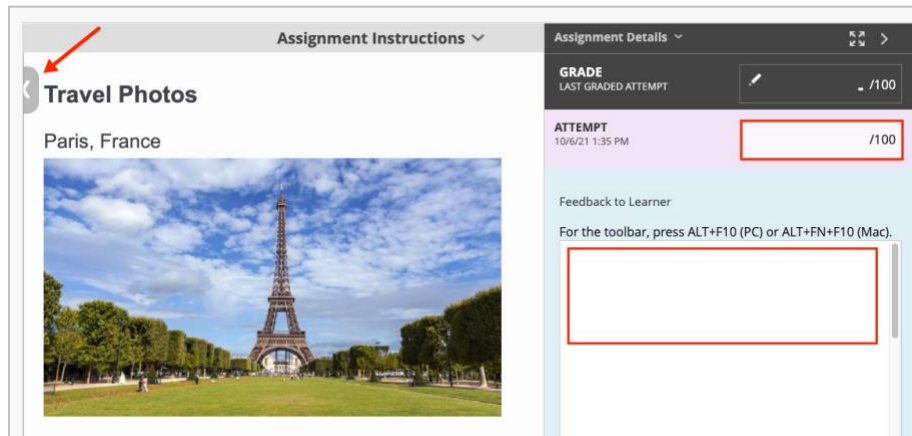 Assignment Instructions
Travel Photos
Paris, France
Assignment Details
GRADE
LAST GRADED ATTEMPT
- /100
ATTEMPT
10/6/21 1:35 PM
/100
Feedback to Learner
For the toolbar, press ALT+F10 (PC) or ALT+FN+F10 (Mac).